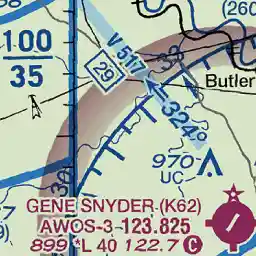 (260
100
35
V 517
29
324°
Butler
970
UC
GENE SNYDER (K62)
AWOS-3 123.825
899 *L 40 122.7 C